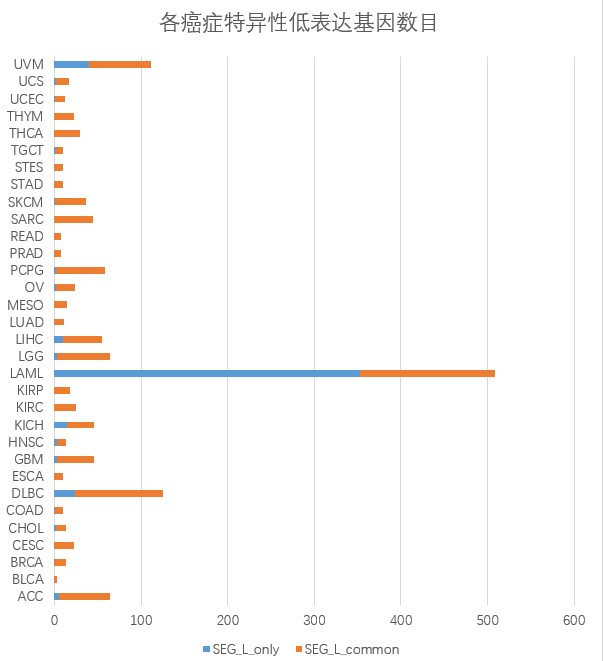 各癌症特异性低表达基因数目
UVM
UCS
UCEC
THYM
THCA
TGCT
STES
STAD
SKCM
SARC
READ
PRAD
PCPG
OV
MESO
LUAD
LIHC
LGG
LAML
KIRP
KIRC
KICH
HNSC
GBM
ESCA
DLBC
COAD
CHOL
CESC
BRCA
BLCA
ACC
0 100 200 300 400 500 600
SEG_L_only SEG_L_common